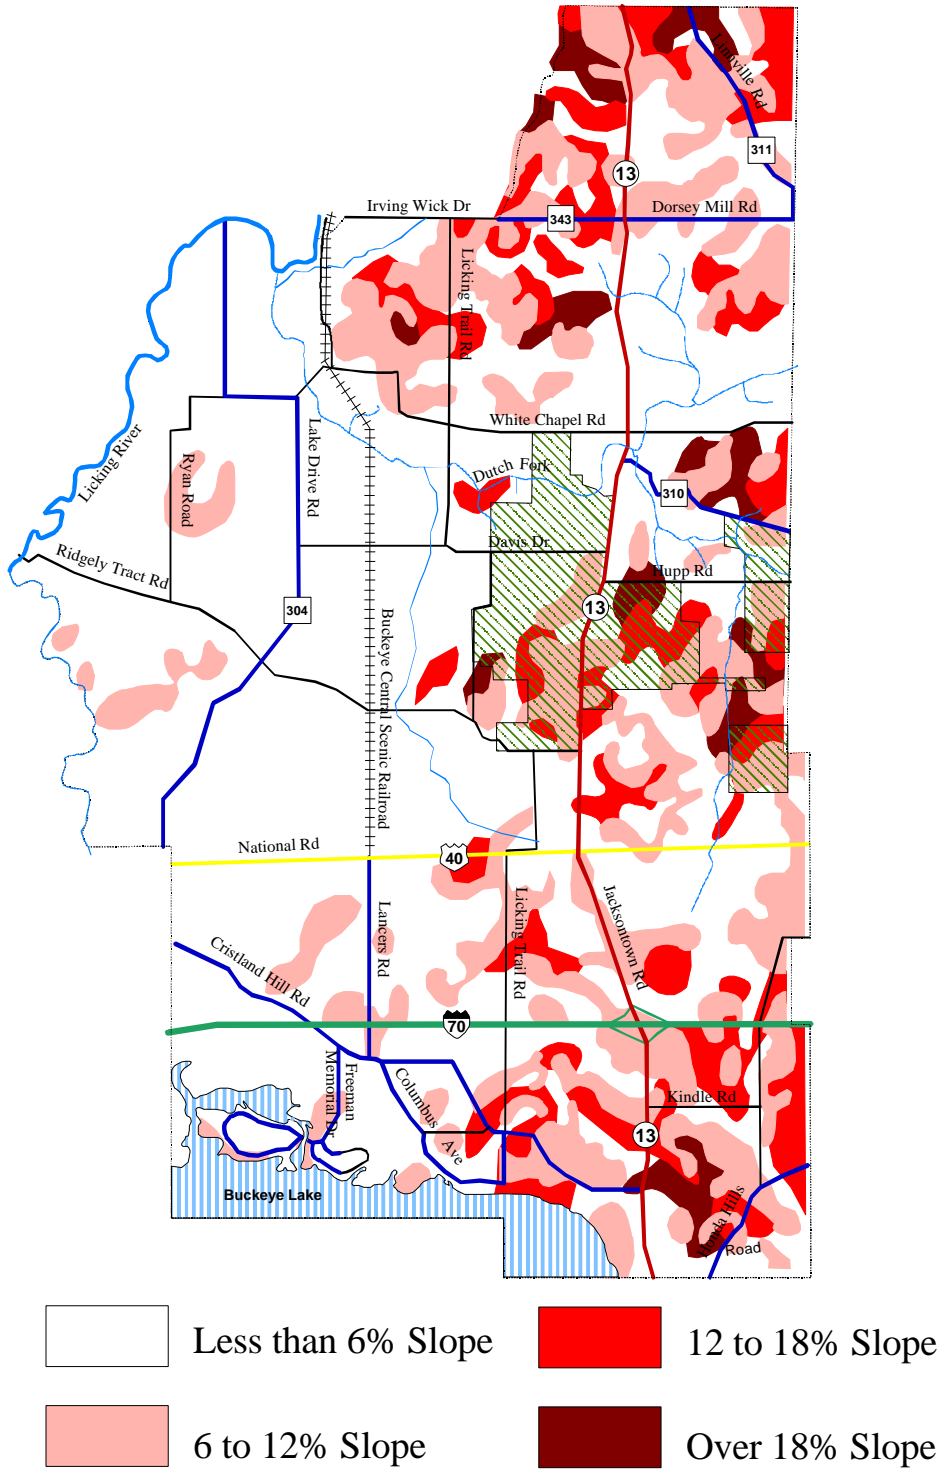 Linnville Rd
311
13
Irving Wick Dr
343
Dorsey Mill Rd
Licking Trail Rd
White Chapel Rd
Licking River
Ryan Road
Lake Drive Rd
Dutch Fork
310
Davis Dr
Hupp Rd
Ridgely Tract Rd
304
13
Buckeye Central Scenic Railroad
National Rd
40
Licking Trail Rd
Jacksontown Rd
Lancers Rd
Cristland Hill Rd
70
Freeman
Memorial Dr
Columbus
Ave
Kindle Rd
13
Buckeye Lake
Honda Hills
Road
Less than 6% Slope
12 to 18% Slope
6 to 12% Slope
Over 18% Slope